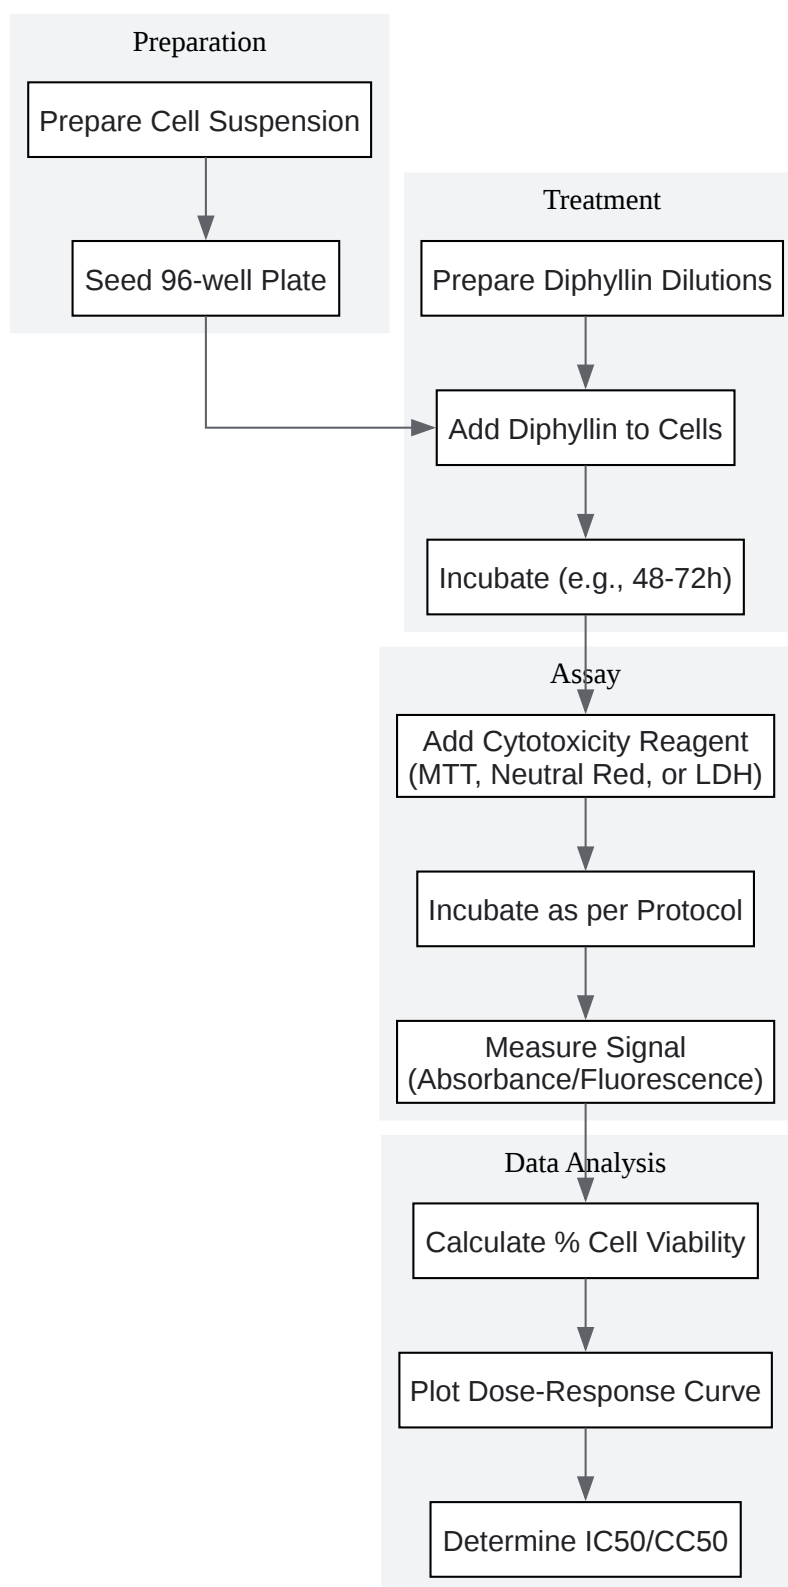 Preparation
Prepare Cell Suspension
Seed 96-well Plate
Treatment
Prepare Diphyllin Dilutions
Add Diphyllin to Cells
Incubate (e.g., 48-72h)
Assay
Add Cytotoxicity Reagent
(MTT, Neutral Red, or LDH)
Incubate as per Protocol
Measure Signal
(Absorbance/Fluorescence)
Data Analysis
Calculate % Cell Viability
Plot Dose-Response Curve
Determine IC50/CC50